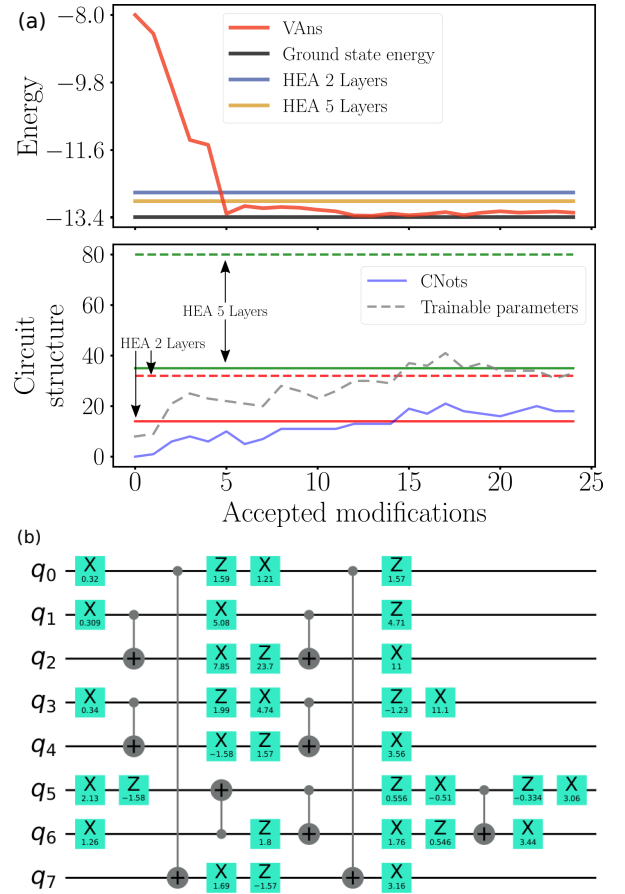 (a)
Energy
−8.0
−9.8
−11.6
−13.4
VAns
Ground state energy
HEA 2 Layers
HEA 5 Layers
Circuit
structure
80
60
40
20
0
HEA 5 Layers
HEA 2 Layers
CNots
Trainable parameters
0 5 10 15 20 25
Accepted modifications
(b)
q0 X 0.32 Z 1.59 X 1.21 Z 1.57
q1 X 0.309 X 5.08 Z 4.71
q2 X 7.85 Z 23.7 X 11
q3 X 0.34 Z 1.99 X 4.74 Z −1.23 X 11.1
q4 X −1.58 Z 1.57 X 3.56
q5 X 2.13 Z −1.58 Z 0.556 X −0.51 Z −0.334 X 3.06
q6 X 1.26 Z 1.8 X 1.76 Z 0.546 X 3.44
q7 X 1.69 Z −1.57 X 3.16